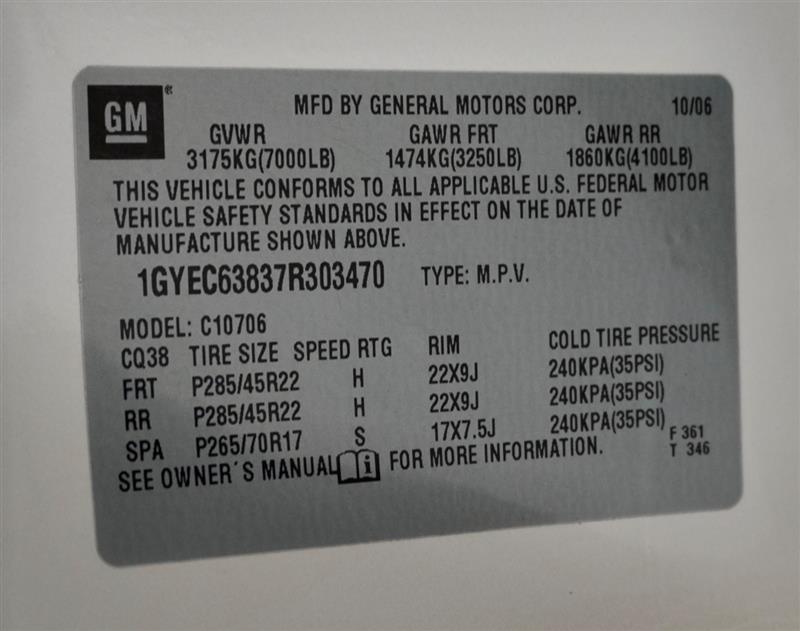 GM ®
MFD BY GENERAL MOTORS CORP. 10/06
GVWR GAWR FRT GAWR RR
3175KG(7000LB) 1474KG(3250LB) 1860KG(4100LB)
THIS VEHICLE CONFORMS TO ALL APPLICABLE U.S. FEDERAL MOTOR
VEHICLE SAFETY STANDARDS IN EFFECT ON THE DATE OF
MANUFACTURE SHOWN ABOVE.
1GYEC63837R303470 TYPE: M.P.V.
MODEL: C10706
CQ38 TIRE SIZE SPEED RTG RIM COLD TIRE PRESSURE
FRT P285/45R22 H 22X9J 240KPA(35PSI)
RR P285/45R22 H 22X9J 240KPA(35PSI)
SPA P265/70R17 S 17X7.5J 240KPA(35PSI) F 361
SEE OWNER´S MANUAL i FOR MORE INFORMATION. T 346